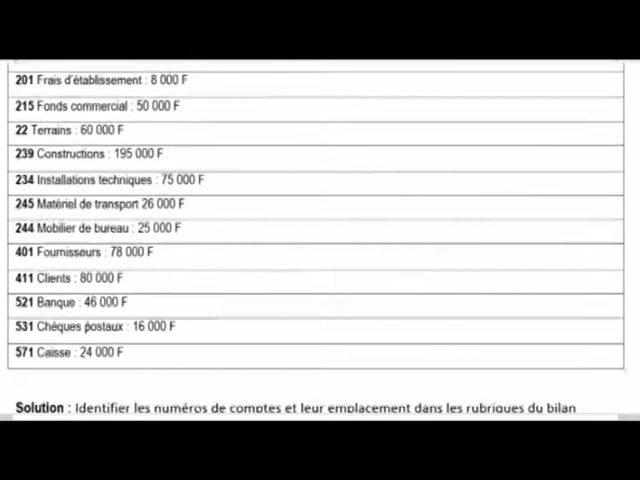 201 Frais d'établissement : 8 000 F
215 Fonds commercial : 50 000 F
22 Terrains : 60 000 F
239 Constructions : 195 000 F
234 Installations techniques : 75 000 F
245 Matériel de transport 26 000 F
244 Mobilier de bureau : 25 000 F
401 Fournisseurs : 78 000 F
411 Clients : 80 000 F
521 Banque : 46 000 F
531 Chèques postaux : 16 000 F
571 Caisse : 24 000 F
Solution : Identifier les numéros de comptes et leur emplacement dans les rubriques du bilan